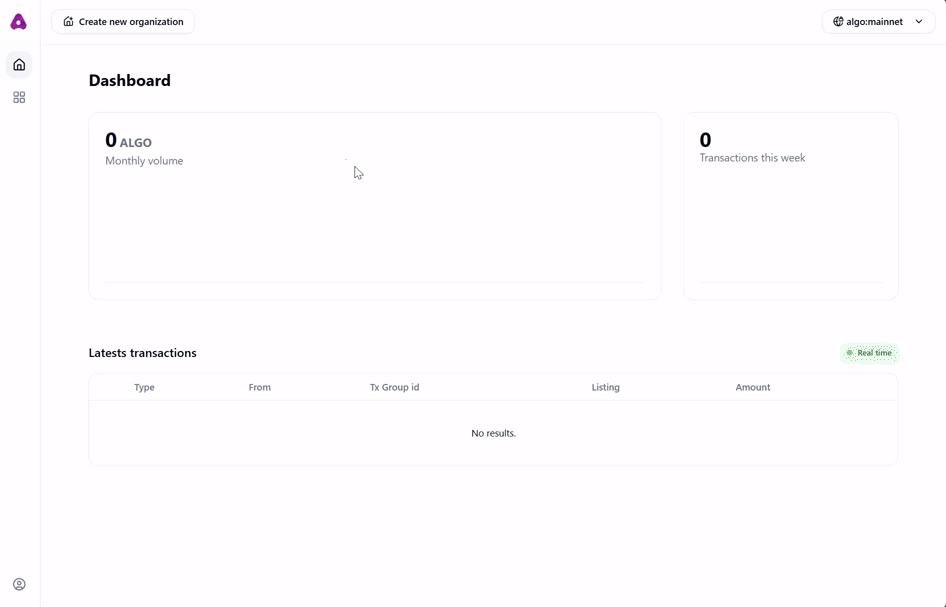 Create new organization
algo:mainnet
Dashboard
0 ALGO
Monthly volume
0
Transactions this week
Latests transactions
Real time
Type From Tx Group id Listing Amount
No results.